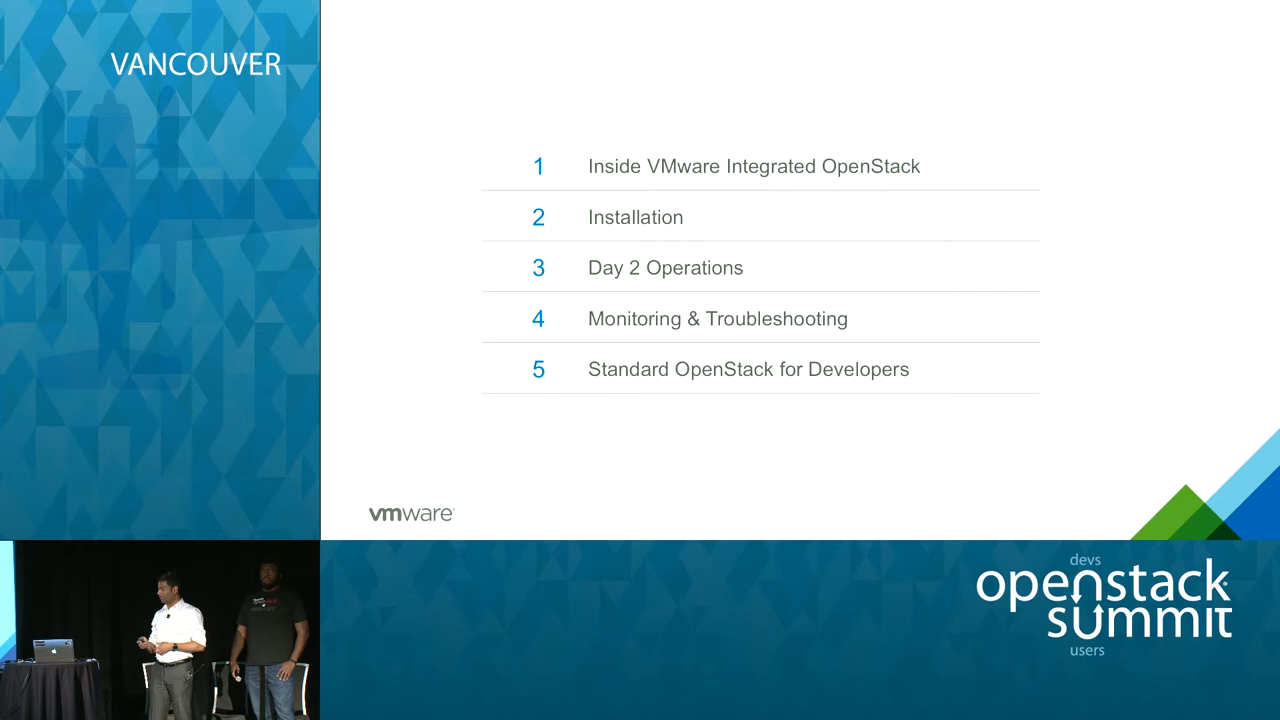 VANCOUVER
1 Inside VMware Integrated OpenStack
2 Installation
3 Day 2 Operations
4 Monitoring & Troubleshooting
5 Standard OpenStack for Developers
vmware
devs
openstack
summit
users